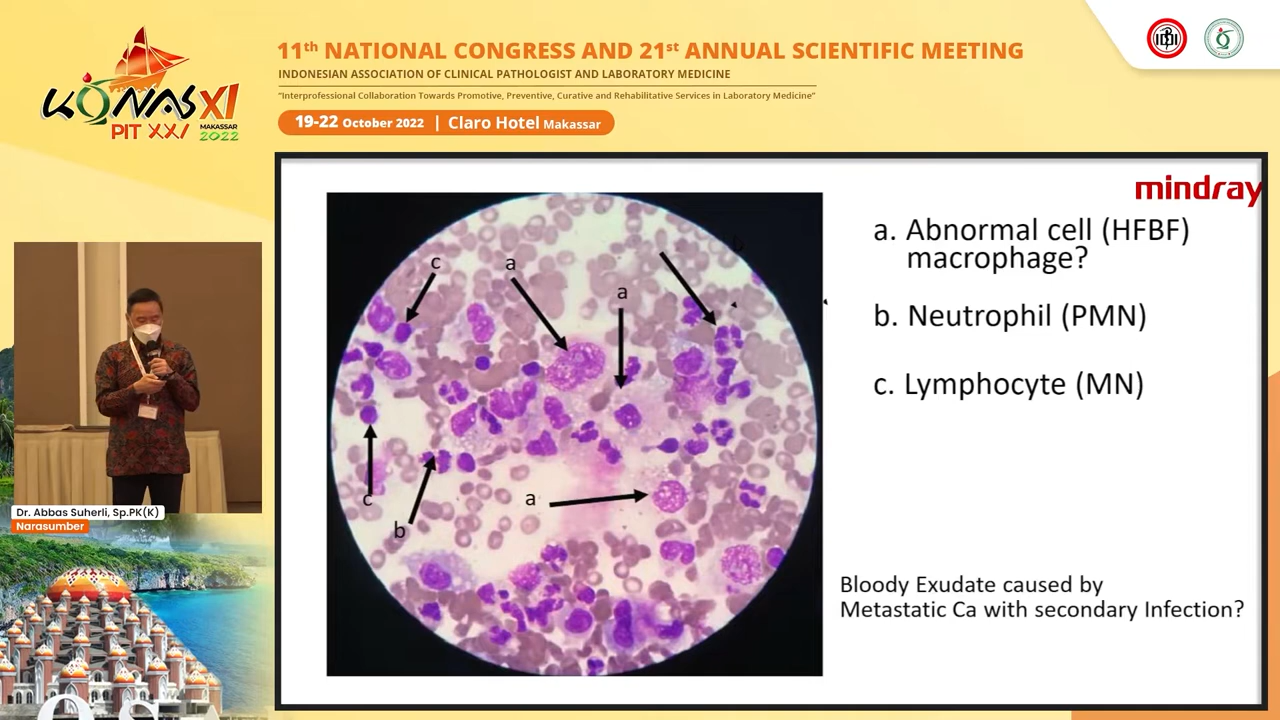 11th NATIONAL CONGRESS AND 21st ANNUAL SCIENTIFIC MEETING
INDONESIAN ASSOCIATION OF CLINICAL PATHOLOGIST AND LABORATORY MEDICINE
"Interprofessional Collaboration Towards Promotive, Preventive, Curative and Rehabilitative Services in Laboratory Medicine"
19-22 October 2022 | Claro Hotel Makassar
KONAS XI
PIT XXI
MAKASSAR
2022
mindray
a. Abnormal cell (HFBF)
macrophage?
b. Neutrophil (PMN)
c. Lymphocyte (MN)
b
c
a
a
c
a
b
Bloody Exudate caused by
Metastatic Ca with secondary Infection?
Dr. Abbas Suherli, Sp.PK(K)
Narasumber